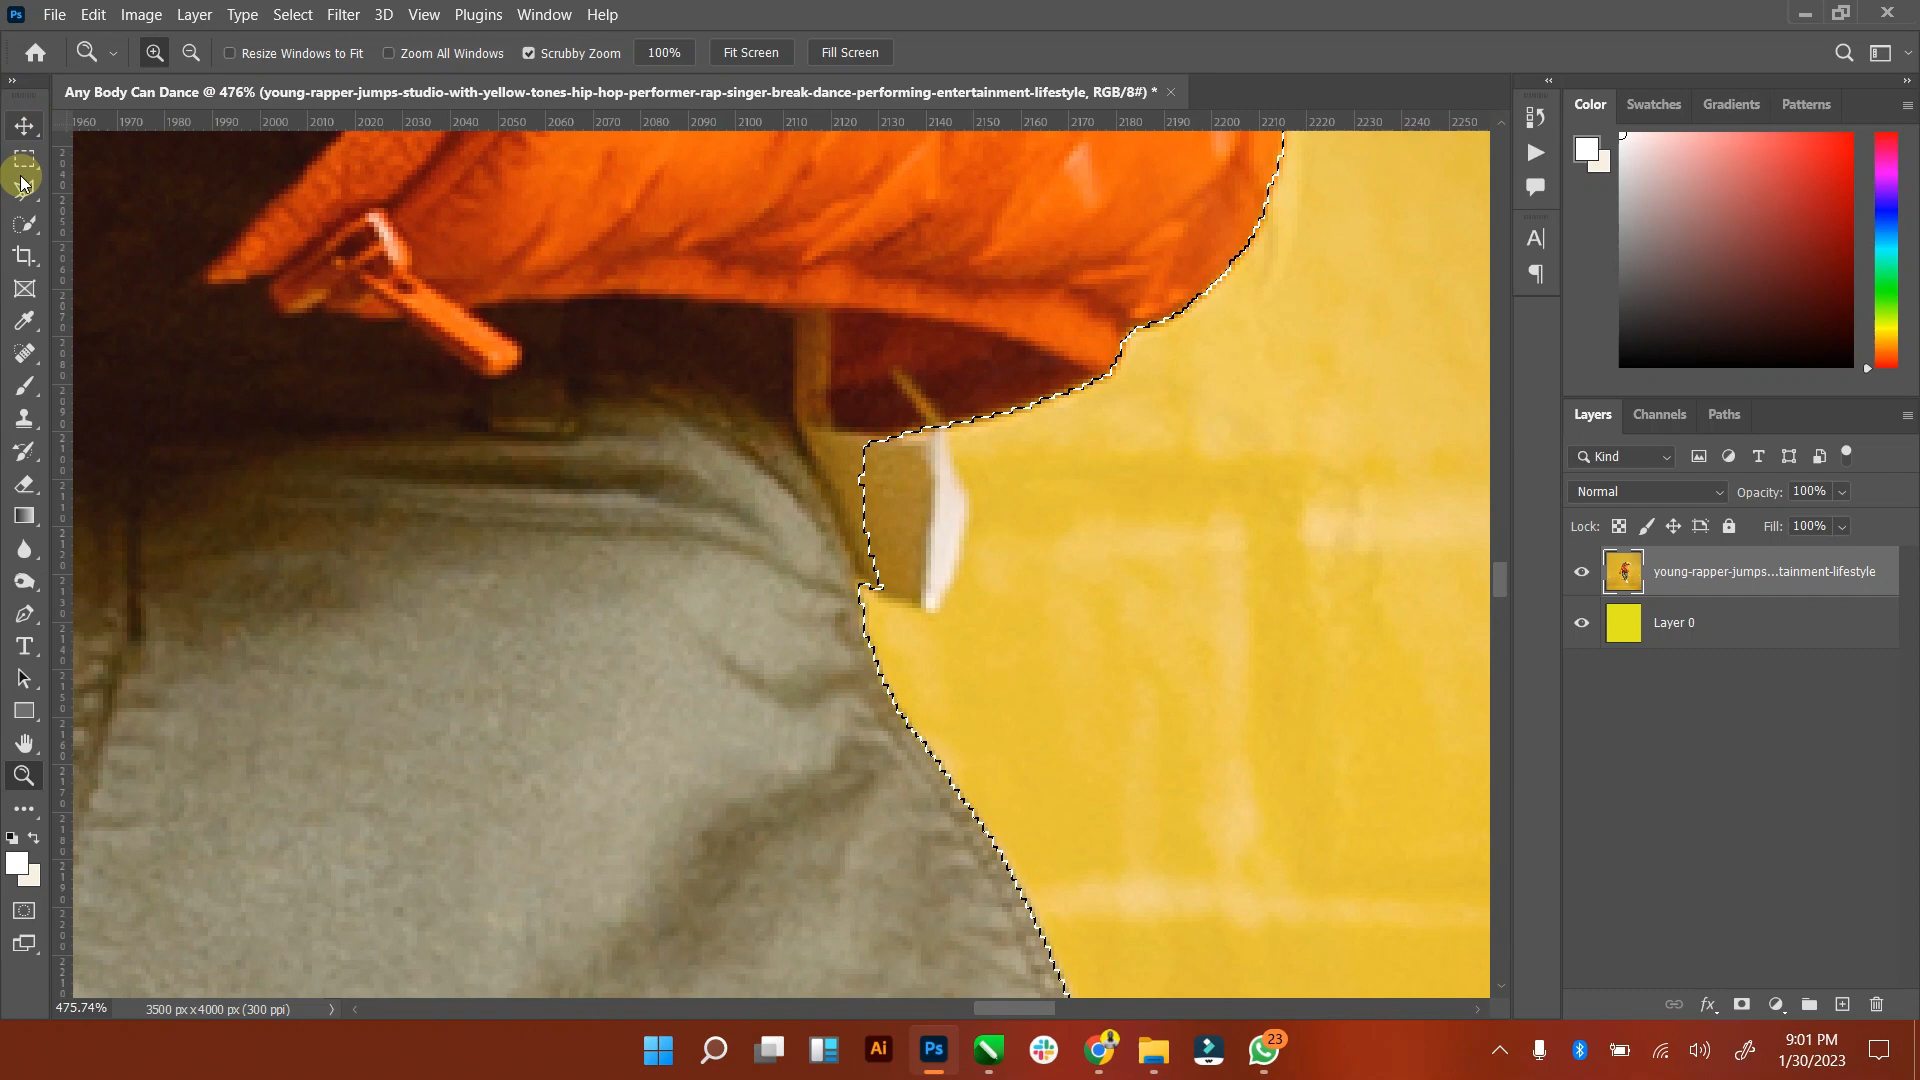 Ps File Edit Image Layer Type Select Filter 3D View Plugins Window Help
Resize Windows to Fit Zoom All Windows Scrubby Zoom 100% Fit Screen Fill Screen
Any Body Can Dance @ 476% (young-rapper-jumps-studio-with-yellow-tones-hip-hop-performer-rap-singer-break-dance-performing-entertainment-lifestyle, RGB/8#) *
1960 1970 1980 1990 2000 2010 2020 2030 2040 2050 2060 2070 2080 2090 2100 2110 2120 2130 2140 2150 2160 2170 2180 2190 2200 2210 2220 2230 2240 2250
Color Swatches Gradients Patterns
Layers Channels Paths
Kind
Normal Opacity: 100%
Lock: Fill: 100%
young-rapper-jumps...tainment-lifestyle
Layer 0
475.74% 3500 px x 4000 px (300 ppi)
Ai Ps 23
9:01 PM
1/30/2023